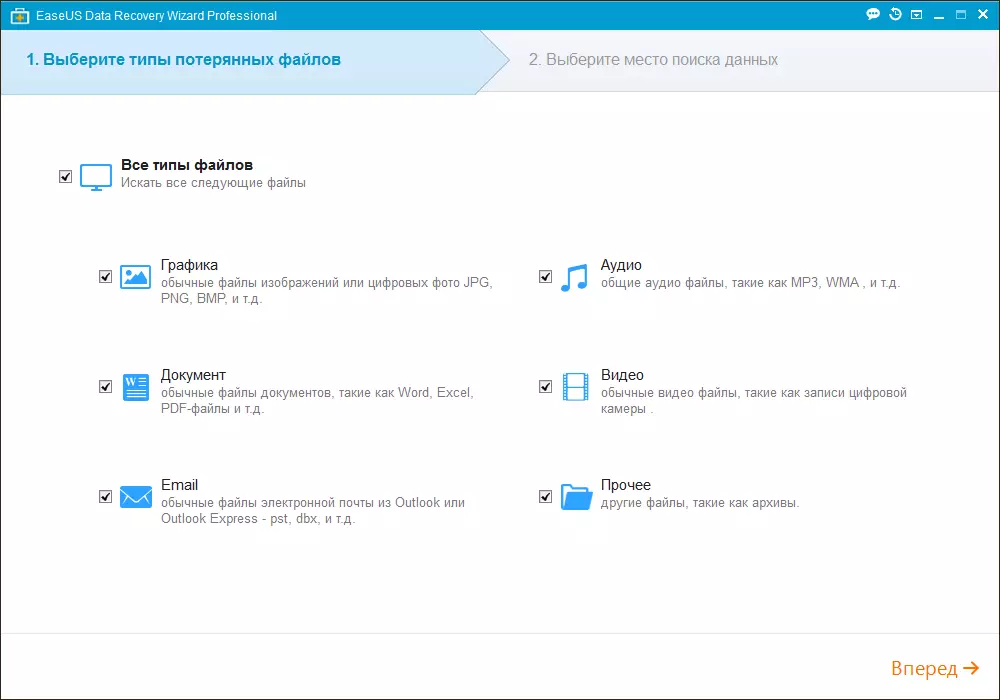 EaseUS Data Recovery Wizard Professional
1. Выберите типы потерянных файлов
2. Выберите место поиска данных
Все типы файлов
Искать все следующие файлы
Графика
обычные файлы изображений или цифровых фото JPG,
PNG, BMP, и т.д.
Аудио
общие аудио файлы, такие как MP3, WMA , и т.д.
Документ
обычные файлы документов, такие как Word, Excel,
PDF-файлы и т.д.
Видео
обычные видео файлы, такие как записи цифровой
камеры .
Email
обычные файлы электронной почты из Outlook или
Outlook Express - pst, dbx, и т.д.
Прочее
другие файлы, такие как архивы.
Вперед